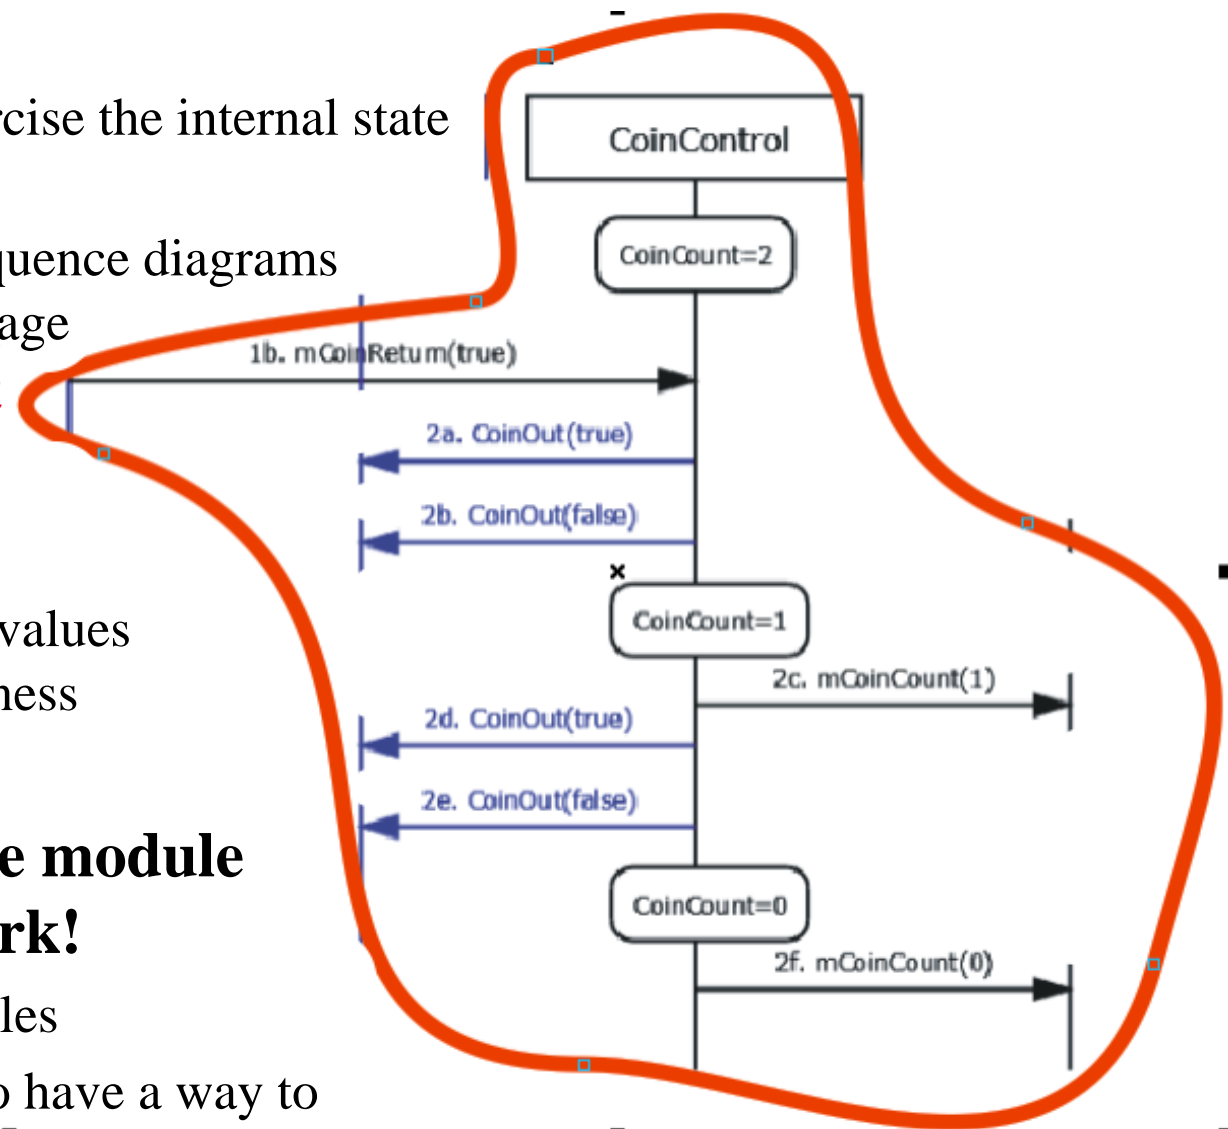 rcise the internal state
quence diagrams
age
values
ness
e module
rk!
les
o have a way to
CoinControl
CoinCount=2
1b. mCoinReturn(true)
2a. CoinOut(true)
2b. CoinOut(false)
CoinCount=1
2c. mCoinCount(1)
2d. CoinOut(true)
2e. CoinOut(false)
CoinCount=0
2f. mCoinCount(0)